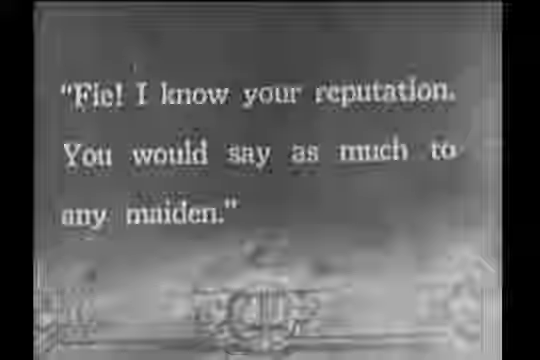 "Fie! I know your reputation.
You would say as much to
any maiden."